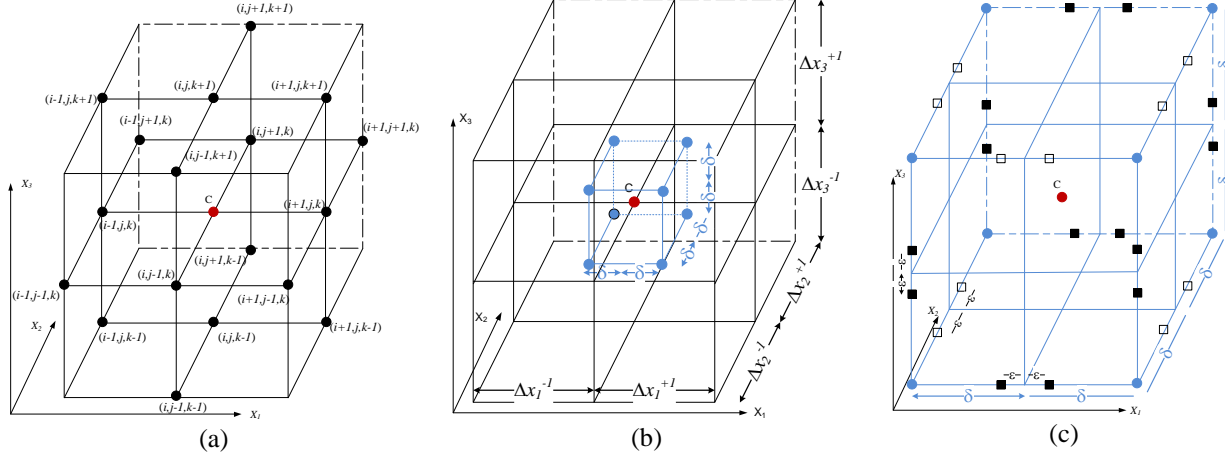 (i,j+1,k+1)
(i-1,j,k+1)
(i,j,k+1)
(i+1,j,k+1)
(i-1,j+1,k)
(i,j+1,k)
(i+1,j+1,k)
(i,j-1,k+1)
X3
C
(i-1,j,k)
(i+1,j,k)
(i,j+1,k-1)
(i,j-1,k)
(i-1,j-1,k)
(i+1,j-1,k)
X2
(i-1,j,k-1)
(i,j,k-1)
(i+1,j,k-1)
(i,j-1,k-1)
X1
(a)
Δx3+1
X3
δ
C
δ
Δx3-1
δ
δ
δ
δ
Δx2+1
X2
Δx2-1
Δx1-1
Δx1+1
X1
(b)
δ
δ
C
X3
-ε-
-ε-
-ε-
-ε-
X2
δ
δ
-ε-
-ε-
δ
δ
X1
(c)